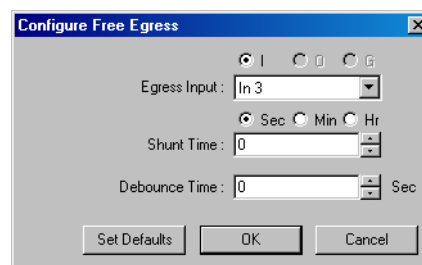 Configure Free Egress
I O G
Egress Input : In 3
Sec Min Hr
Shunt Time : 0
Debounce Time : 0 Sec
Set Defaults OK Cancel